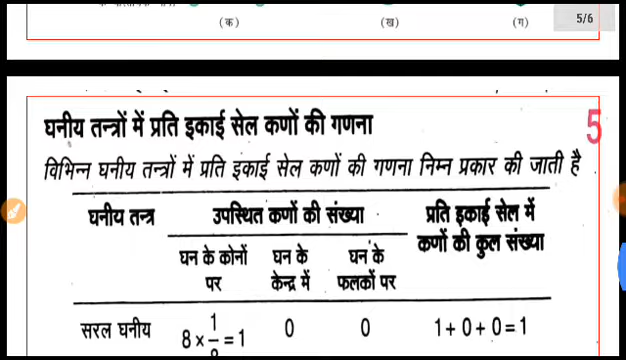 (क) (ख) (ग)
5/6
घनीय तन्त्रों में प्रति इकाई सेल कणों की गणना
5
विभिन्न घनीय तन्त्रों में प्रति इकाई सेल कणों की गणना निम्न प्रकार की जाती है
घनीय तन्त्र उपस्थित कणों की संख्या प्रति इकाई सेल में
कणों की कुल संख्या
घन के कोनों घन के घन के
पर केन्द्र में फलकों पर
सरल घनीय 8 × 1/8 = 1 0 0 1 + 0 + 0 = 1